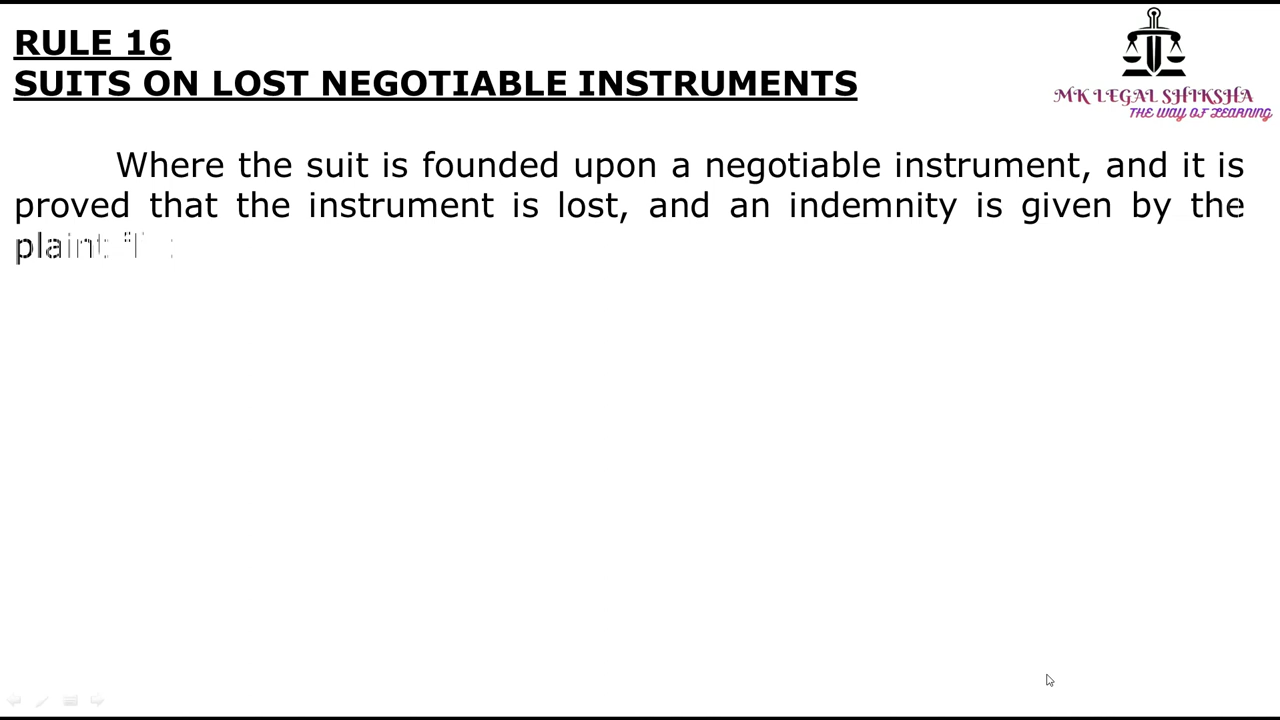 RULE 16
SUITS ON LOST NEGOTIABLE INSTRUMENTS
MK LEGAL SHIKSHA
THE WAY OF LEARNING
Where the suit is founded upon a negotiable instrument, and it is
proved that the instrument is lost, and an indemnity is given by the